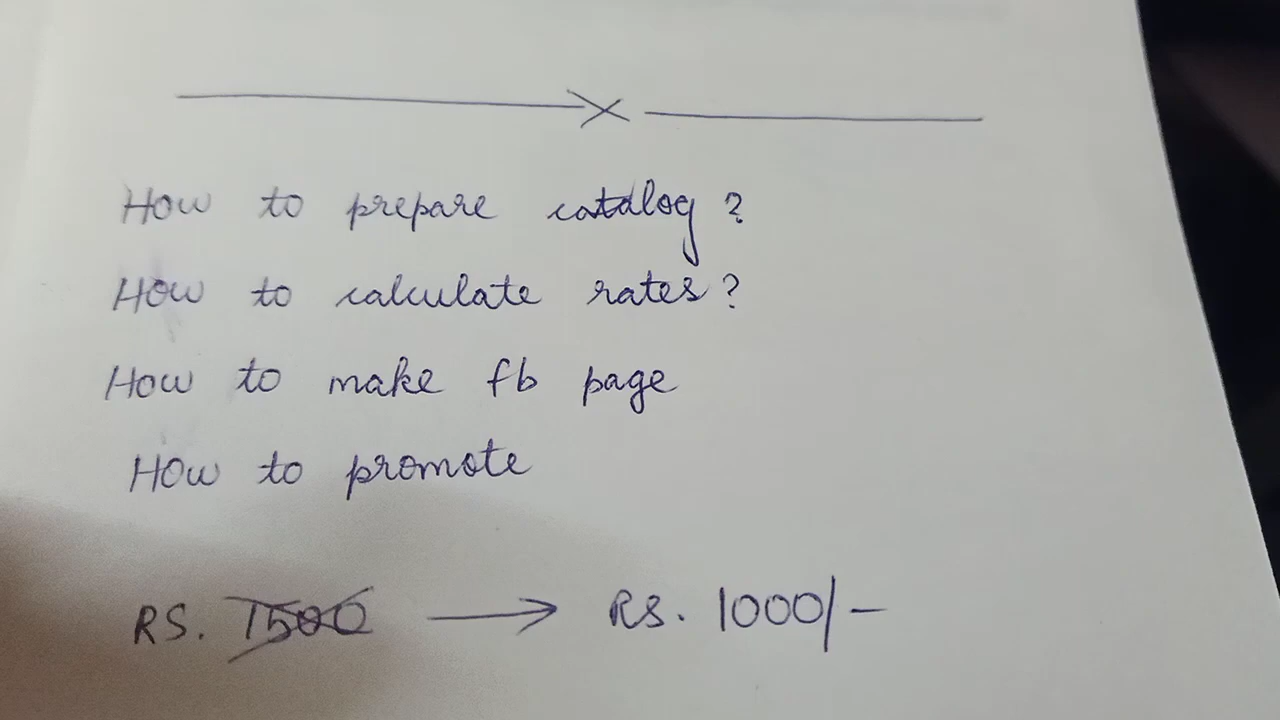 How to prepare catalog ?
How to calculate rates ?
How to make fb page
How to promote
RS. 1500 → RS. 1000/-